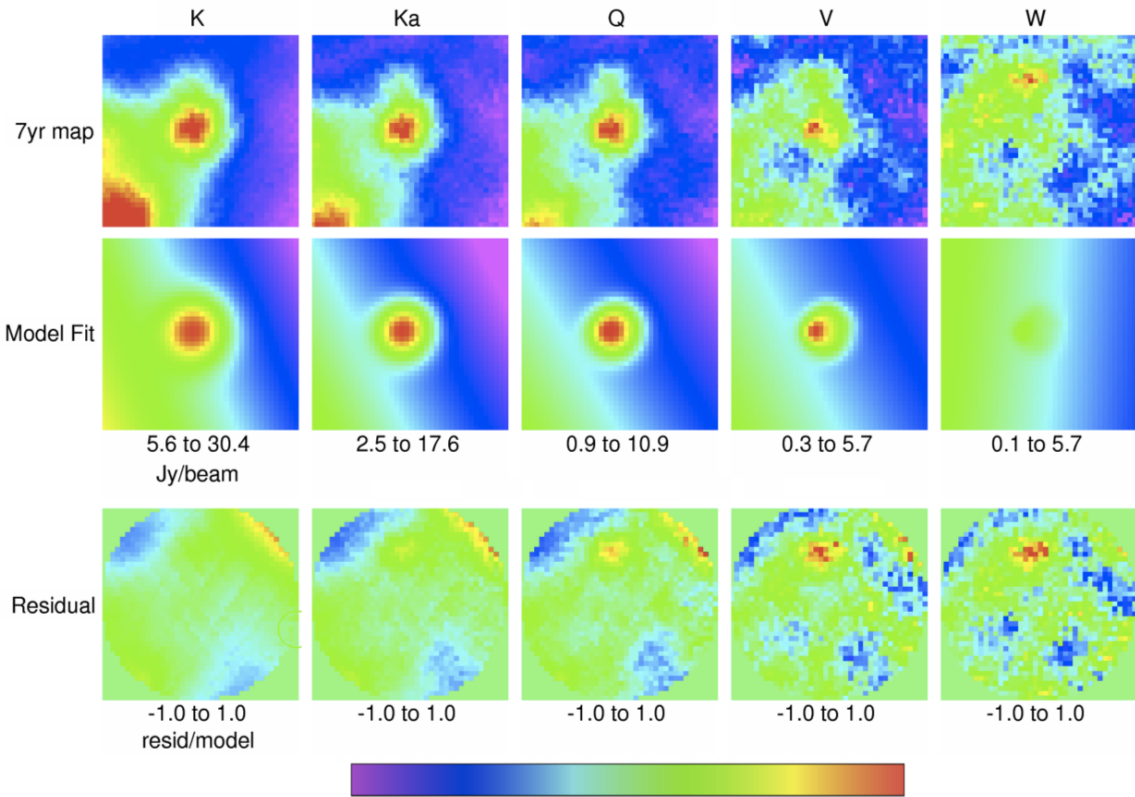 K Ka Q V W
7yr map
Model Fit
5.6 to 30.4 2.5 to 17.6 0.9 to 10.9 0.3 to 5.7 0.1 to 5.7
Jy/beam
Residual
-1.0 to 1.0 -1.0 to 1.0 -1.0 to 1.0 -1.0 to 1.0 -1.0 to 1.0
resid/model